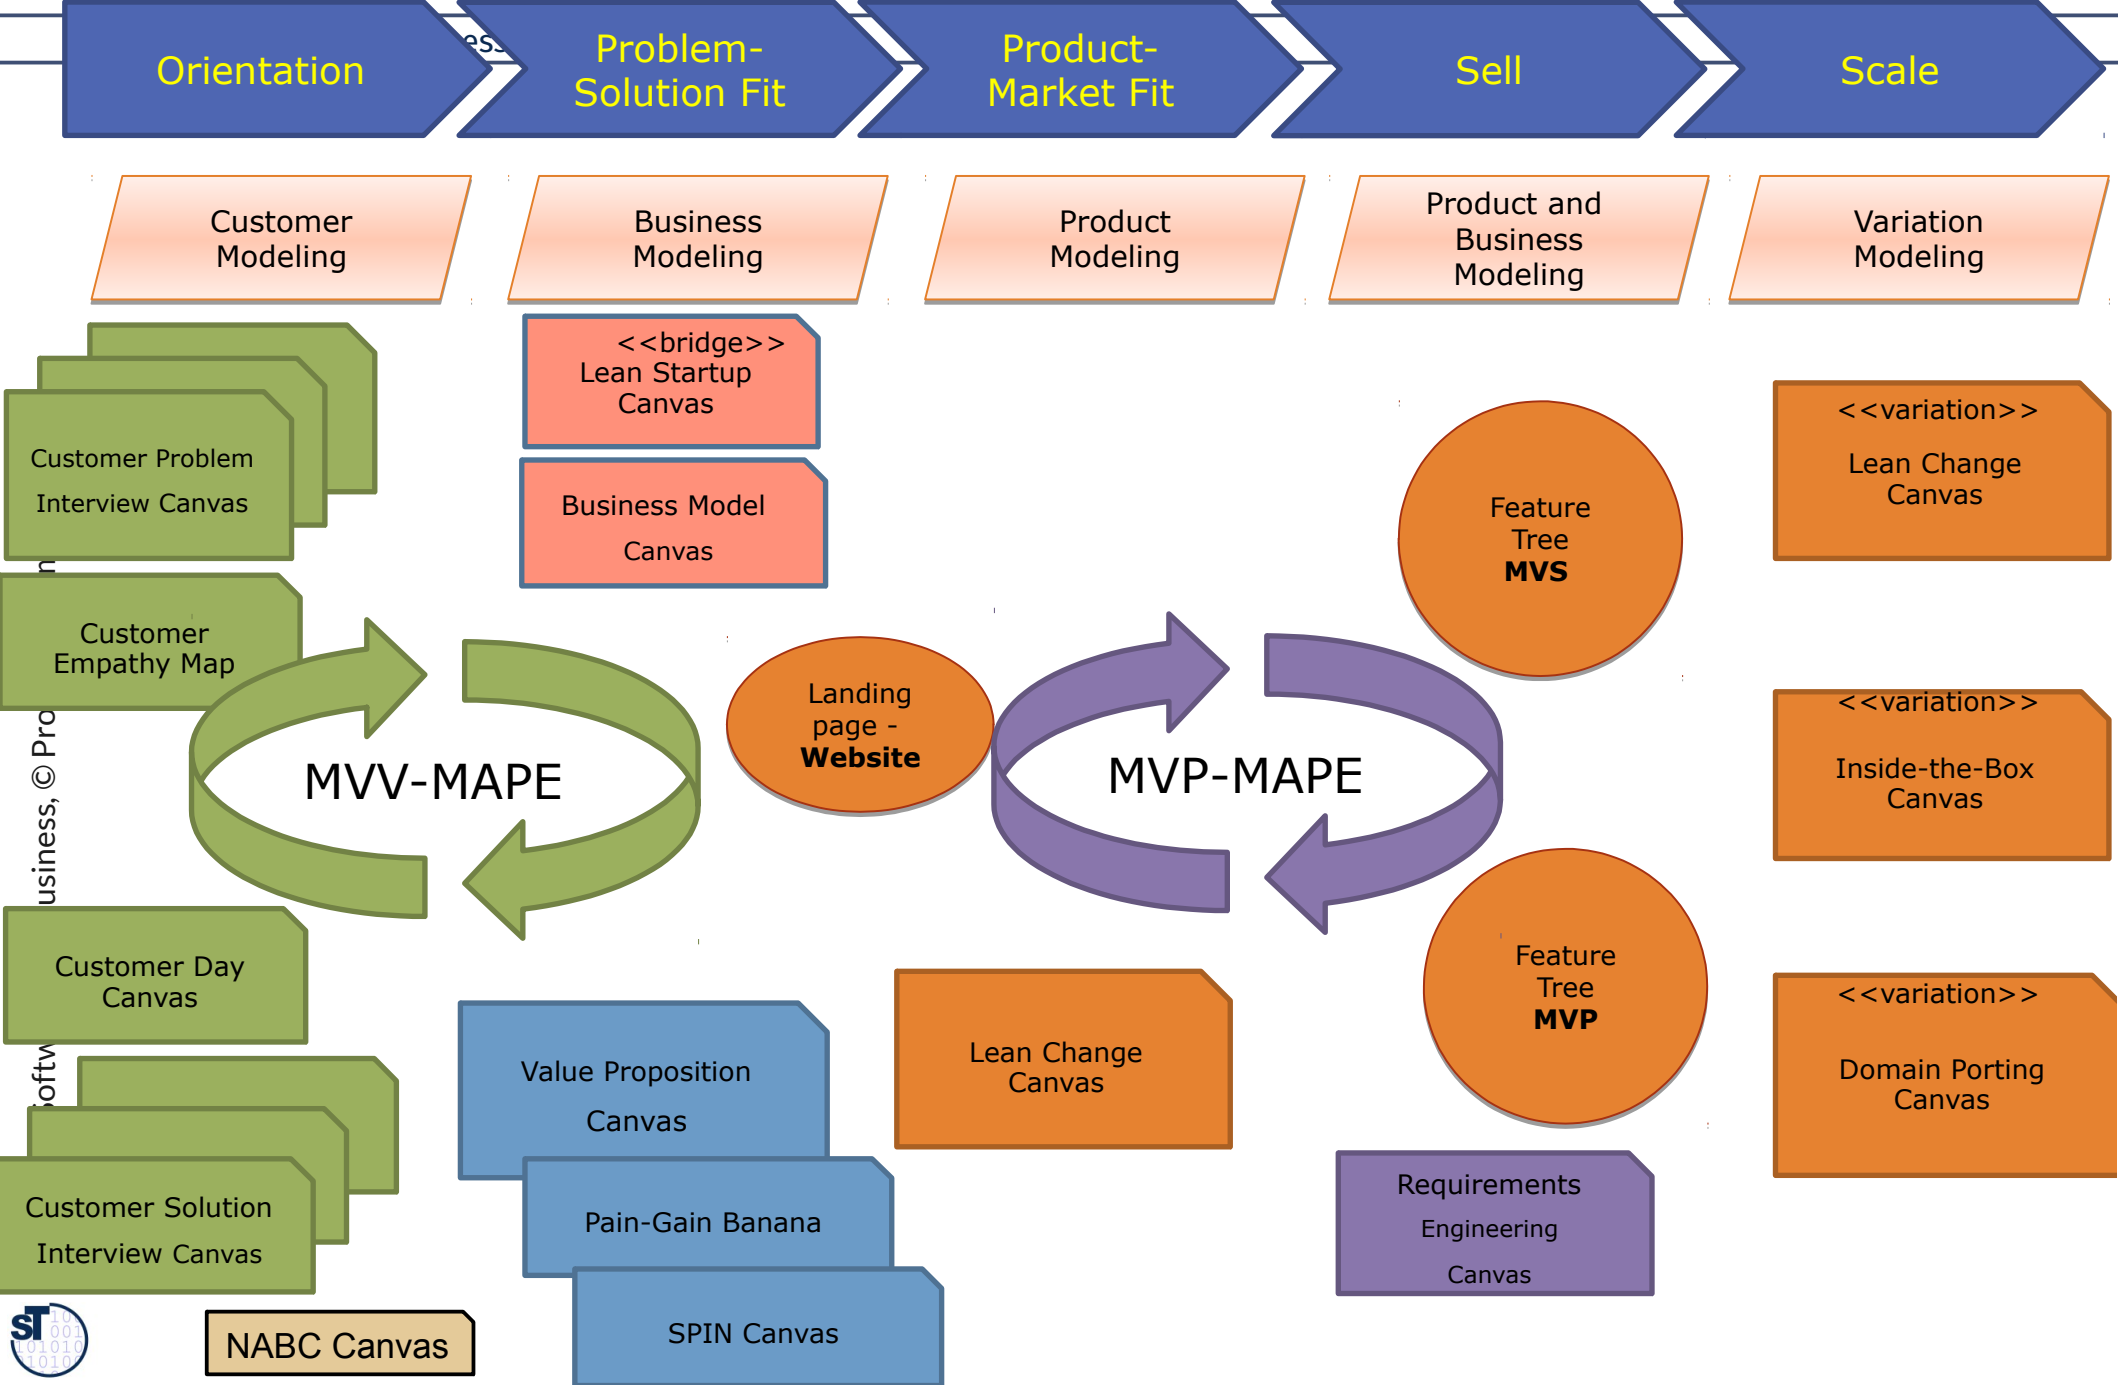 Orientation
Problem-
Solution Fit
Product-
Market Fit
Sell
Scale
Customer
Modeling
Business
Modeling
Product
Modeling
Product and
Business
Modeling
Variation
Modeling
<<bridge>>
Lean Startup
Canvas
Business Model
Canvas
Customer Problem
Interview Canvas
Customer
Empathy Map
MVV-MAPE
Landing
page -
Website
MVP-MAPE
Feature
Tree
MVS
<<variation>>
Lean Change
Canvas
<<variation>>
Inside-the-Box
Canvas
Customer Day
Canvas
Value Proposition
Canvas
Lean Change
Canvas
Feature
Tree
MVP
<<variation>>
Domain Porting
Canvas
Customer Solution
Interview Canvas
Pain-Gain Banana
SPIN Canvas
Requirements
Engineering
Canvas
NABC Canvas
ST